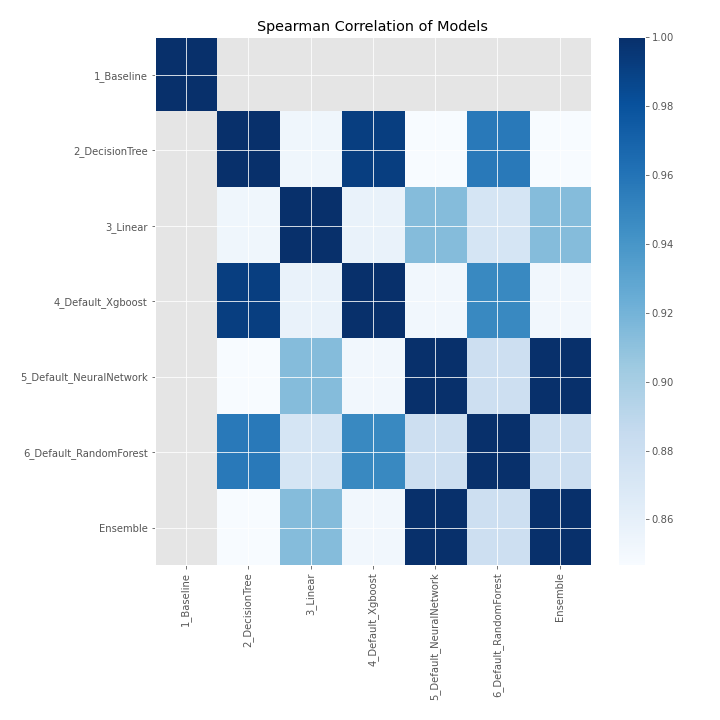 Spearman Correlation of Models
1_Baseline
2_DecisionTree
3_Linear
4_Default_Xgboost
5_Default_NeuralNetwork
6_Default_RandomForest
Ensemble
1_Baseline
2_DecisionTree
3_Linear
4_Default_Xgboost
5_Default_NeuralNetwork
6_Default_RandomForest
Ensemble
1.00
0.98
0.96
0.94
0.92
0.90
0.88
0.86